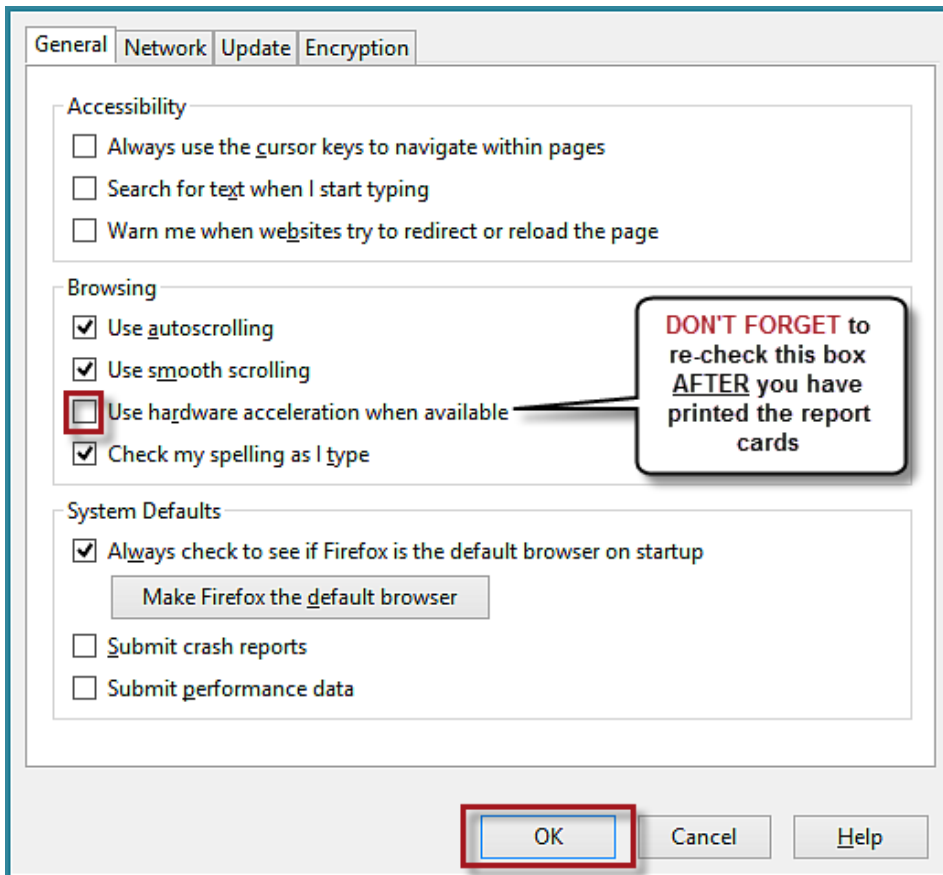 General Network Update Encryption
Accessibility
Always use the cursor keys to navigate within pages
Search for text when I start typing
Warn me when websites try to redirect or reload the page
Browsing
Use autoscrolling
Use smooth scrolling
Use hardware acceleration when available
Check my spelling as I type
DON'T FORGET to
re-check this box
AFTER you have
printed the report
cards
System Defaults
Always check to see if Firefox is the default browser on startup
Make Firefox the default browser
Submit crash reports
Submit performance data
OK Cancel Help